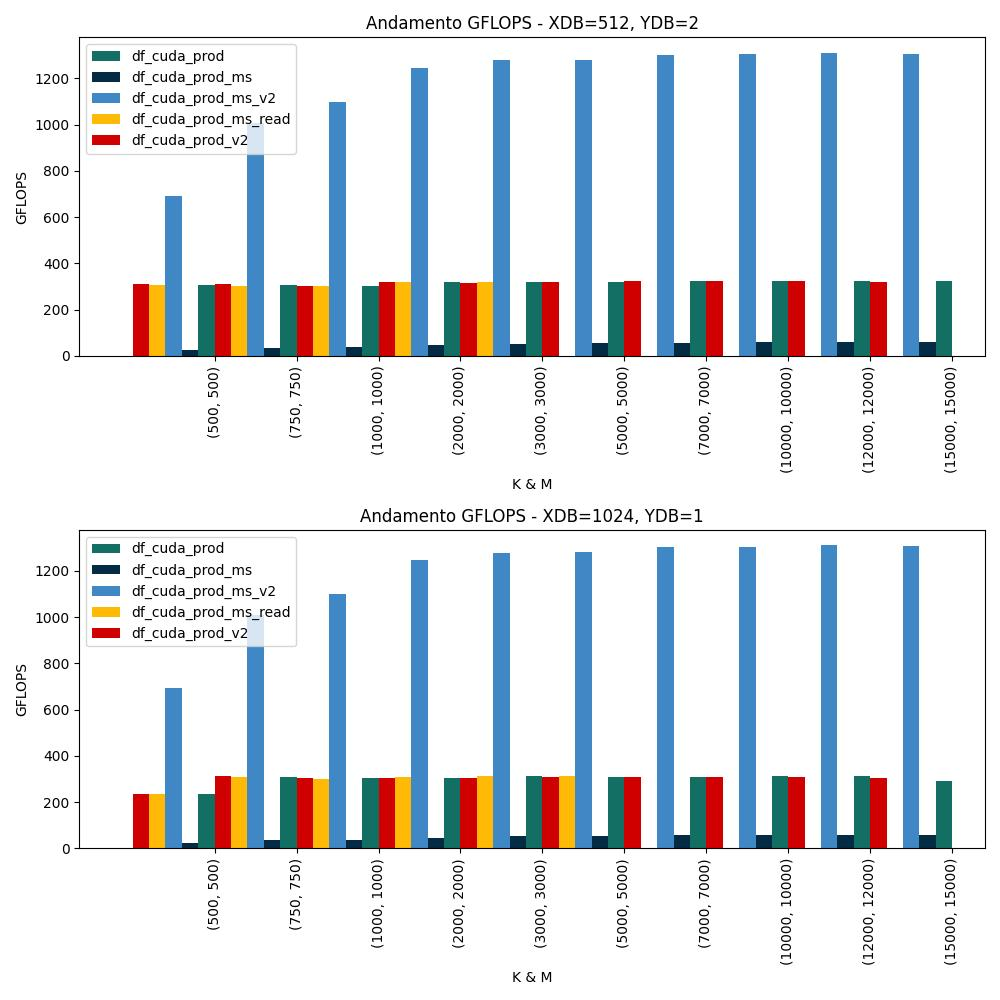 Andamento GFLOPS - XDB=512, YDB=2
df_cuda_prod
df_cuda_prod_ms
df_cuda_prod_ms_v2
df_cuda_prod_ms_read
df_cuda_prod_v2
GFLOPS
1200
1000
800
600
400
200
0
(500, 500)
(750, 750)
(1000, 1000)
(2000, 2000)
(3000, 3000)
(5000, 5000)
(7000, 7000)
(10000, 10000)
(12000, 12000)
(15000, 15000)
K & M
Andamento GFLOPS - XDB=1024, YDB=1
df_cuda_prod
df_cuda_prod_ms
df_cuda_prod_ms_v2
df_cuda_prod_ms_read
df_cuda_prod_v2
GFLOPS
1200
1000
800
600
400
200
0
(500, 500)
(750, 750)
(1000, 1000)
(2000, 2000)
(3000, 3000)
(5000, 5000)
(7000, 7000)
(10000, 10000)
(12000, 12000)
(15000, 15000)
K & M